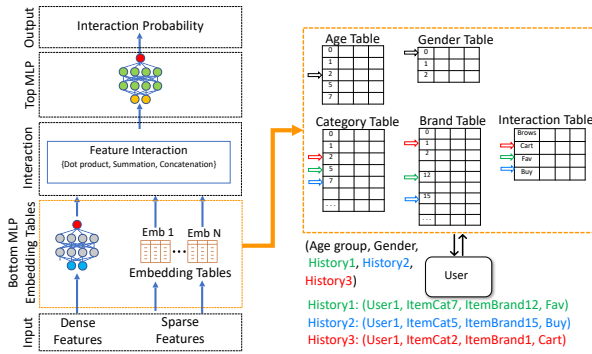 Output
Interaction Probability
Top MLP
Interaction
Feature Interaction
{Dot product, Summation, Concatenation}
Bottom MLP
Embedding Tables
Emb 1
Emb N
Embedding Tables
Input
Dense
Features
Sparse
Features
Age Table
0
1
2
5
7
Gender Table
0
1
2
Category Table
0
1
2
5
7
...
Brand Table
0
1
2
12
15
...
Interaction Table
Brows
Cart
Fav
Buy
(Age group, Gender,
History1, History2,
History3)
User
History1: (User1, ItemCat7, ItemBrand12, Fav)
History2: (User1, ItemCat5, ItemBrand15, Buy)
History3: (User1, ItemCat2, ItemBrand1, Cart)